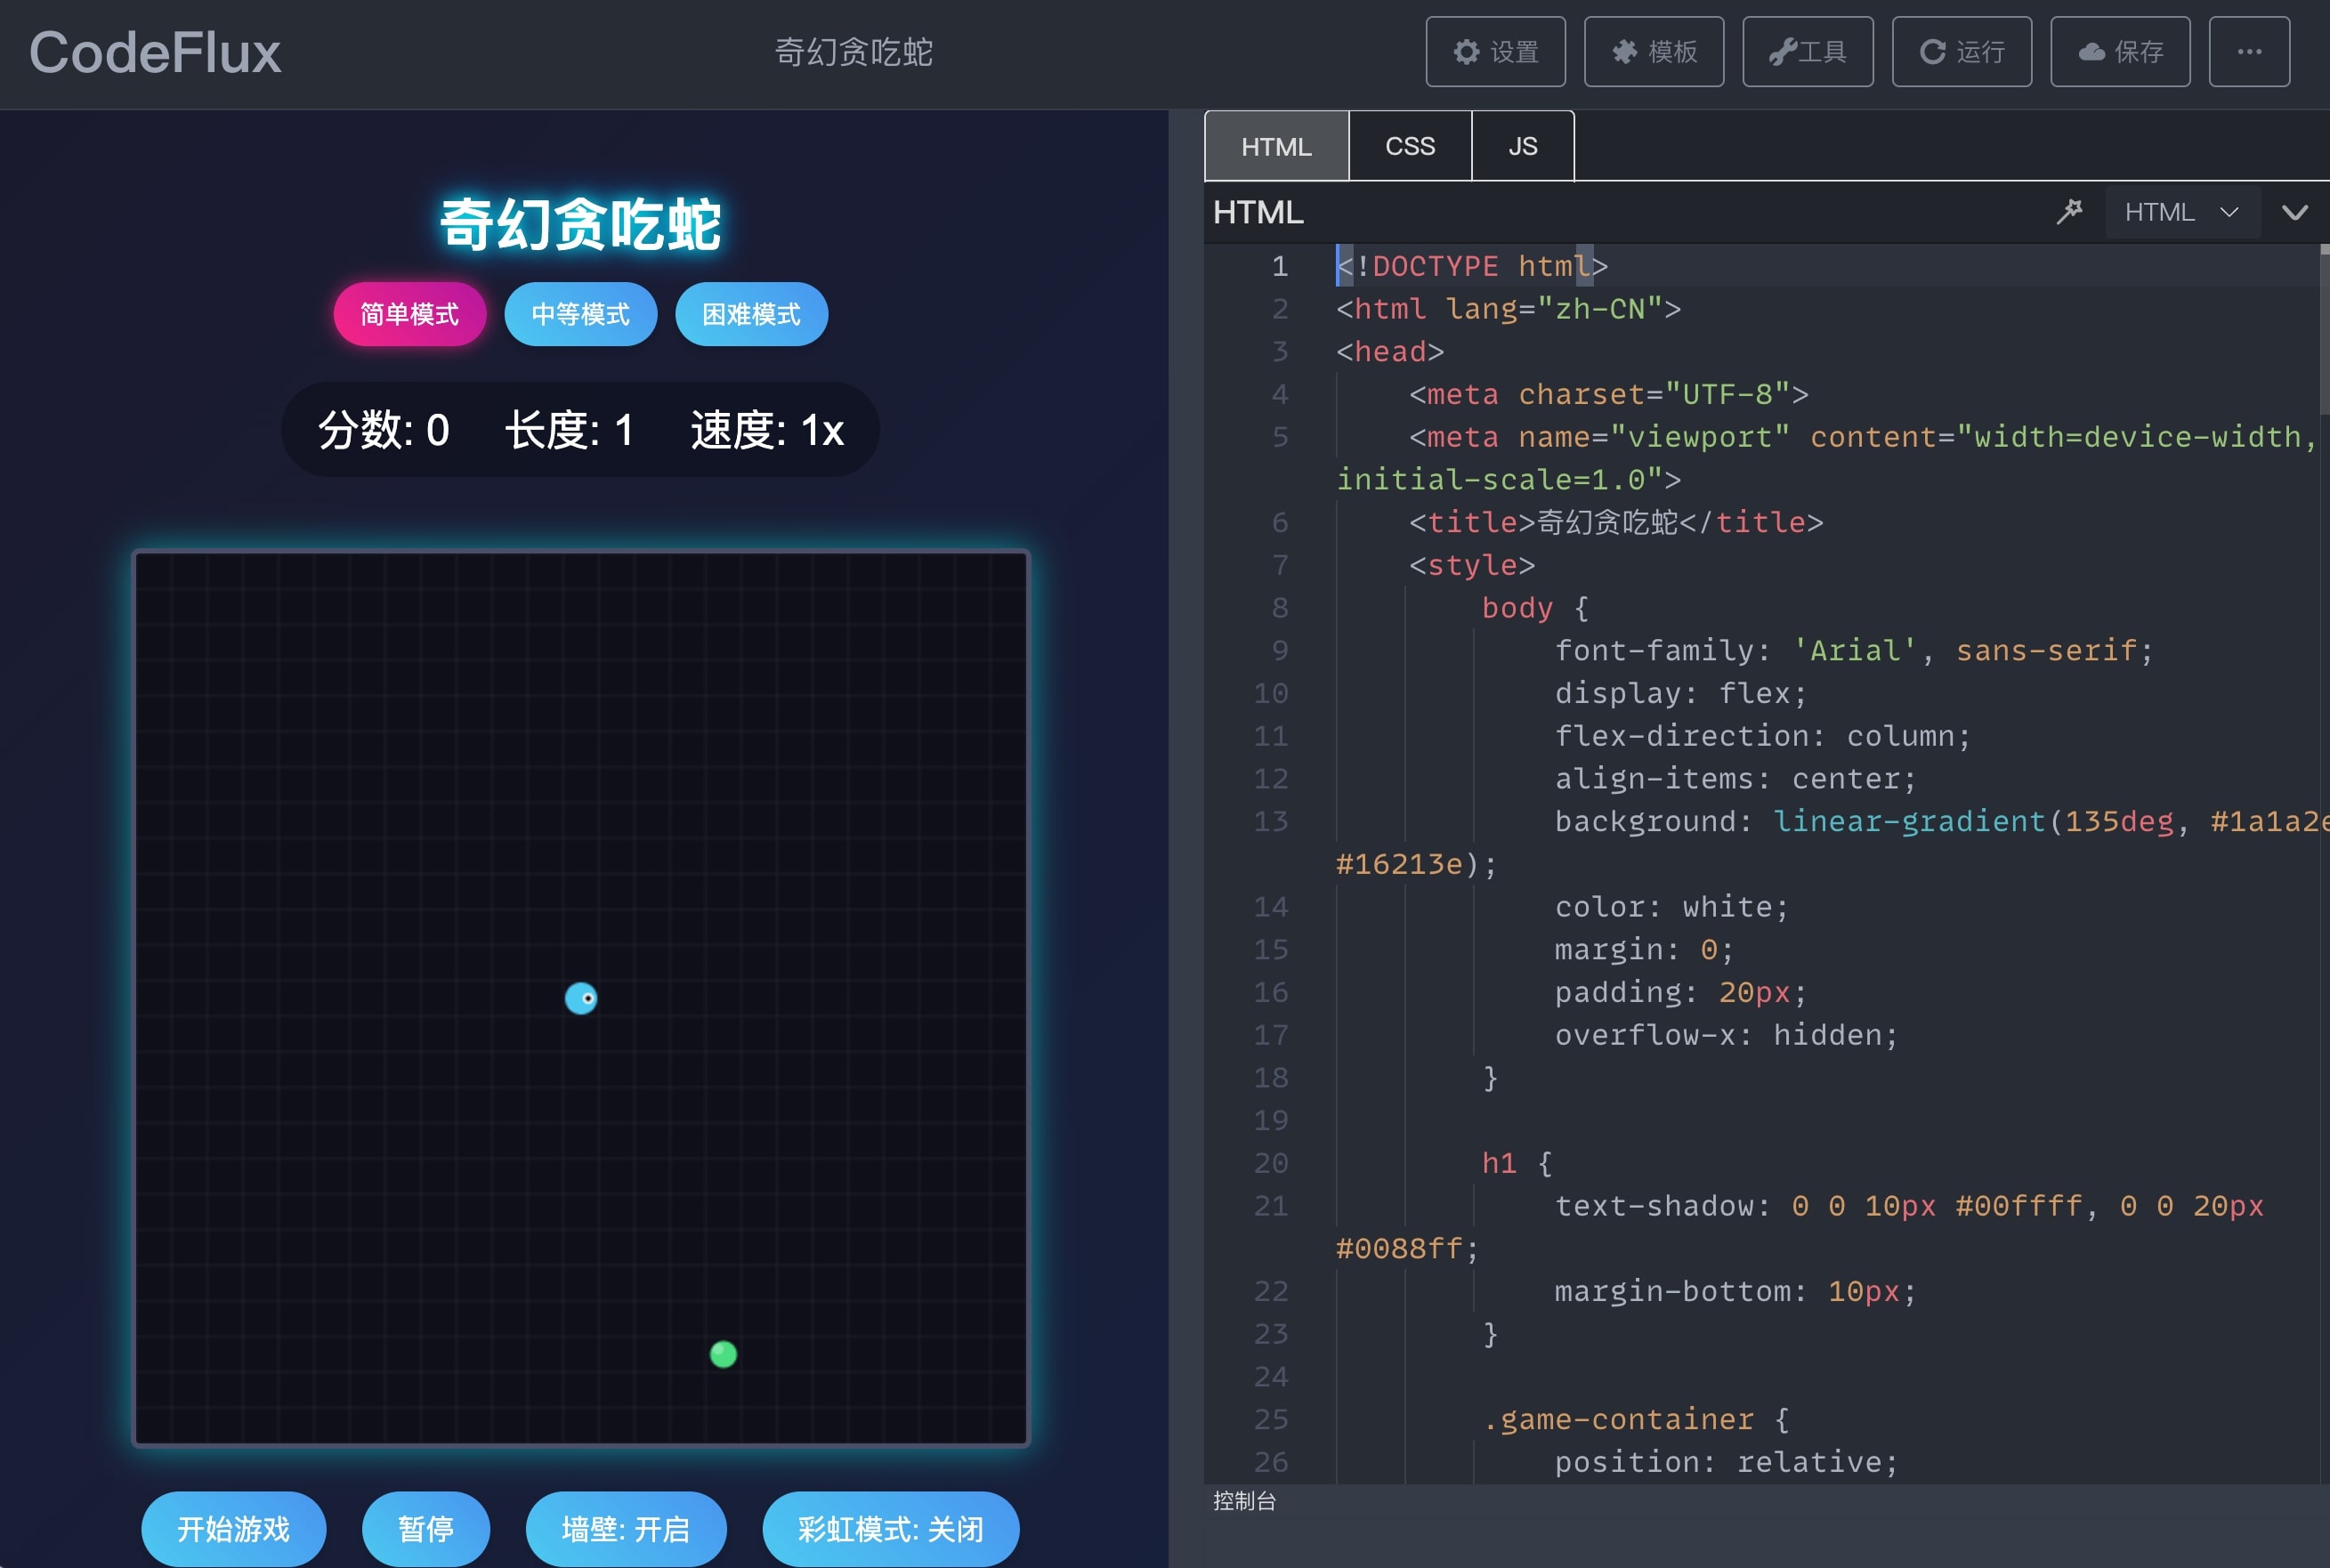 CodeFlux
奇幻贪吃蛇
设置
模板
工具
运行
保存
...
奇幻贪吃蛇
简单模式
中等模式
困难模式
分数: 0 长度: 1 速度: 1x
开始游戏
暂停
墙壁: 开启
彩虹模式: 关闭
HTML
CSS
JS
HTML
HTML
1 <!DOCTYPE html>
2 <html lang="zh-CN">
3 <head>
4 <meta charset="UTF-8">
5 <meta name="viewport" content="width=device-width,
initial-scale=1.0">
6 <title>奇幻贪吃蛇</title>
7 <style>
8 body {
9 font-family: 'Arial', sans-serif;
10 display: flex;
11 flex-direction: column;
12 align-items: center;
13 background: linear-gradient(135deg, #1a1a2e
#16213e);
14 color: white;
15 margin: 0;
16 padding: 20px;
17 overflow-x: hidden;
18 }
19
20 h1 {
21 text-shadow: 0 0 10px #00ffff, 0 0 20px
#0088ff;
22 margin-bottom: 10px;
23 }
24
25 .game-container {
26 position: relative;
控制台